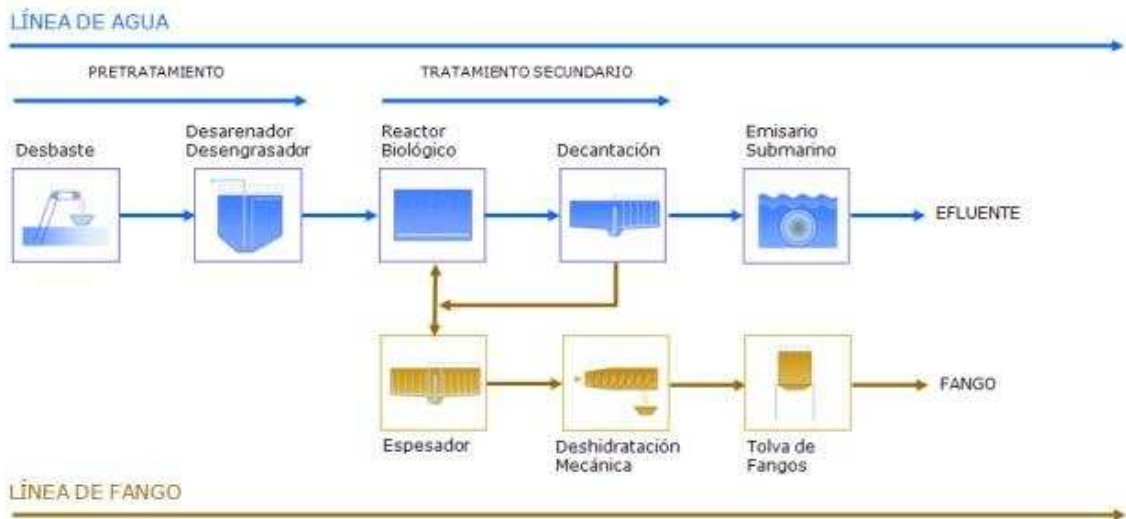 LÍNEA DE AGUA
PRETRATAMIENTO
TRATAMIENTO SECUNDARIO
Desbaste
Desarenador
Desengrasador
Reactor
Biológico
Decantación
Emisario
Submarino
EFLUENTE
FANGO
Espesador
Deshidratación
Mecánica
Tolva de
Fangos
LÍNEA DE FANGO